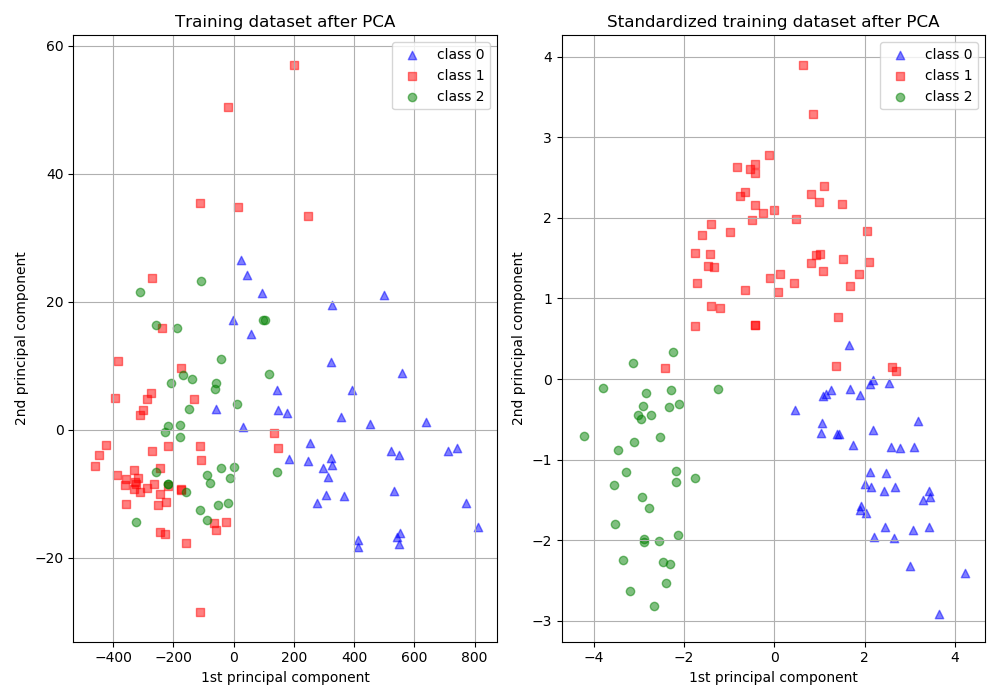 Training dataset after PCA
class 0
class 1
class 2
60
40
20
0
−20
2nd principal component
−400
−200
0
200
400
600
800
1st principal component
Standardized training dataset after PCA
class 0
class 1
class 2
4
3
2
1
0
−1
−2
−3
2nd principal component
−4
−2
0
2
4
1st principal component